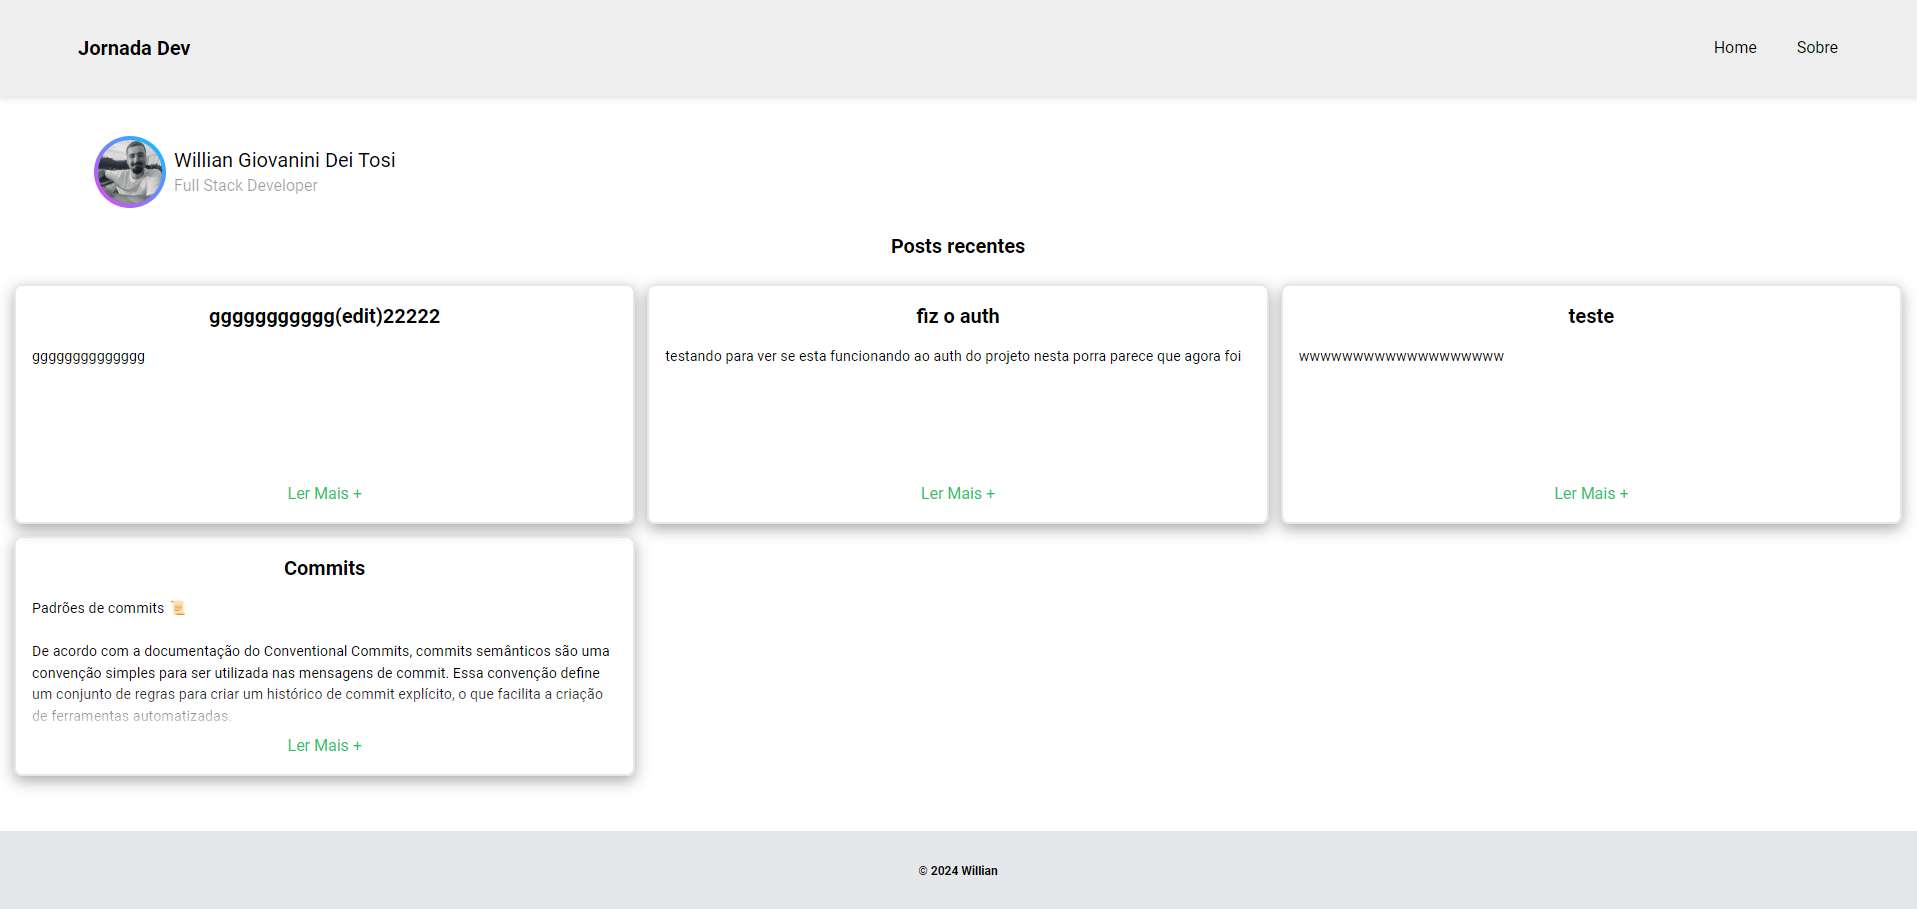 Jornada Dev
Home
Sobre
Willian Giovanini Dei Tosi
Full Stack Developer
Posts recentes
ggggggggggg(edit)22222
gggggggggggggg
Ler Mais +
fiz o auth
testando para ver se esta funcionando ao auth do projeto nesta porra parece que agora foi
Ler Mais +
teste
wwwwwwwwwwwwwwwwwww
Ler Mais +
Commits
Padrões de commits 📜
De acordo com a documentação do Conventional Commits, commits semânticos são uma
convenção simples para ser utilizada nas mensagens de commit. Essa convenção define
um conjunto de regras para criar um histórico de commit explícito, o que facilita a criação
de ferramentas automatizadas.
Ler Mais +
© 2024 Willian